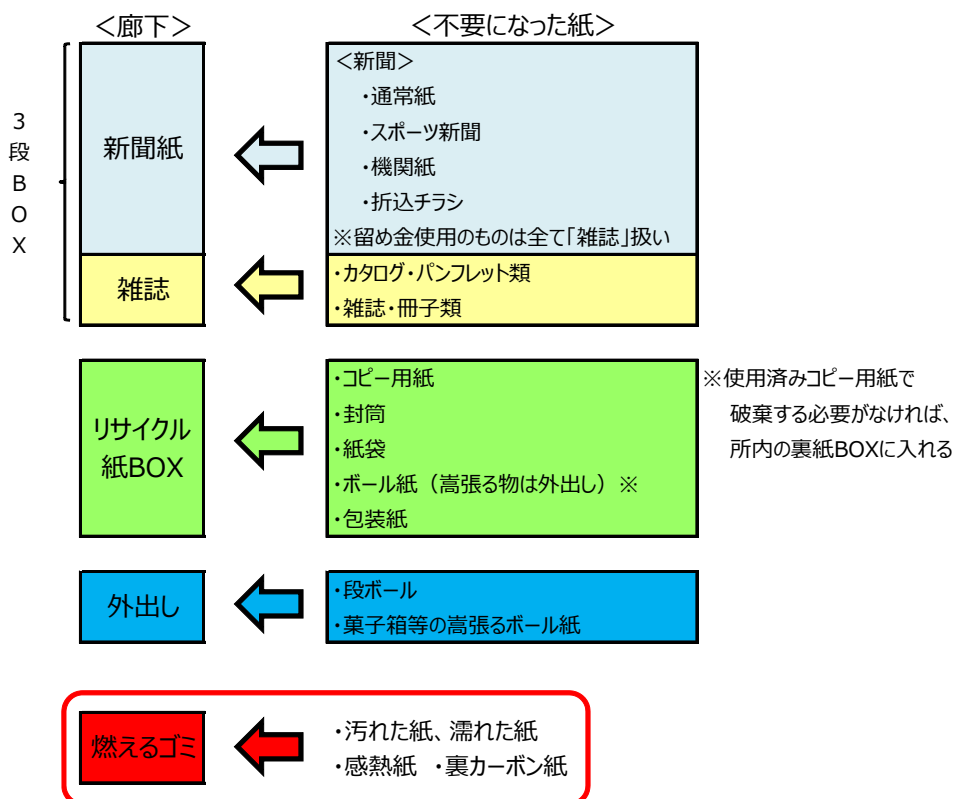 <廊下>
<不要になった紙>
3
段
B
O
X
新聞紙
<新聞>
・通常紙
・スポーツ新聞
・機関紙
・折込チラシ
※留め金使用のものは全て「雑誌」扱い
雑誌
・カタログ・パンフレット類
・雑誌・冊子類
リサイクル
紙BOX
・コピー用紙
・封筒
・紙袋
・ボール紙（嵩張る物は外出し）※
・包装紙
※使用済みコピー用紙で
破棄する必要がなければ、
所内の裏紙BOXに入れる
外出し
・段ボール
・菓子箱等の嵩張るボール紙
燃えるゴミ
・汚れた紙、濡れた紙
・感熱紙 ・裏カーボン紙